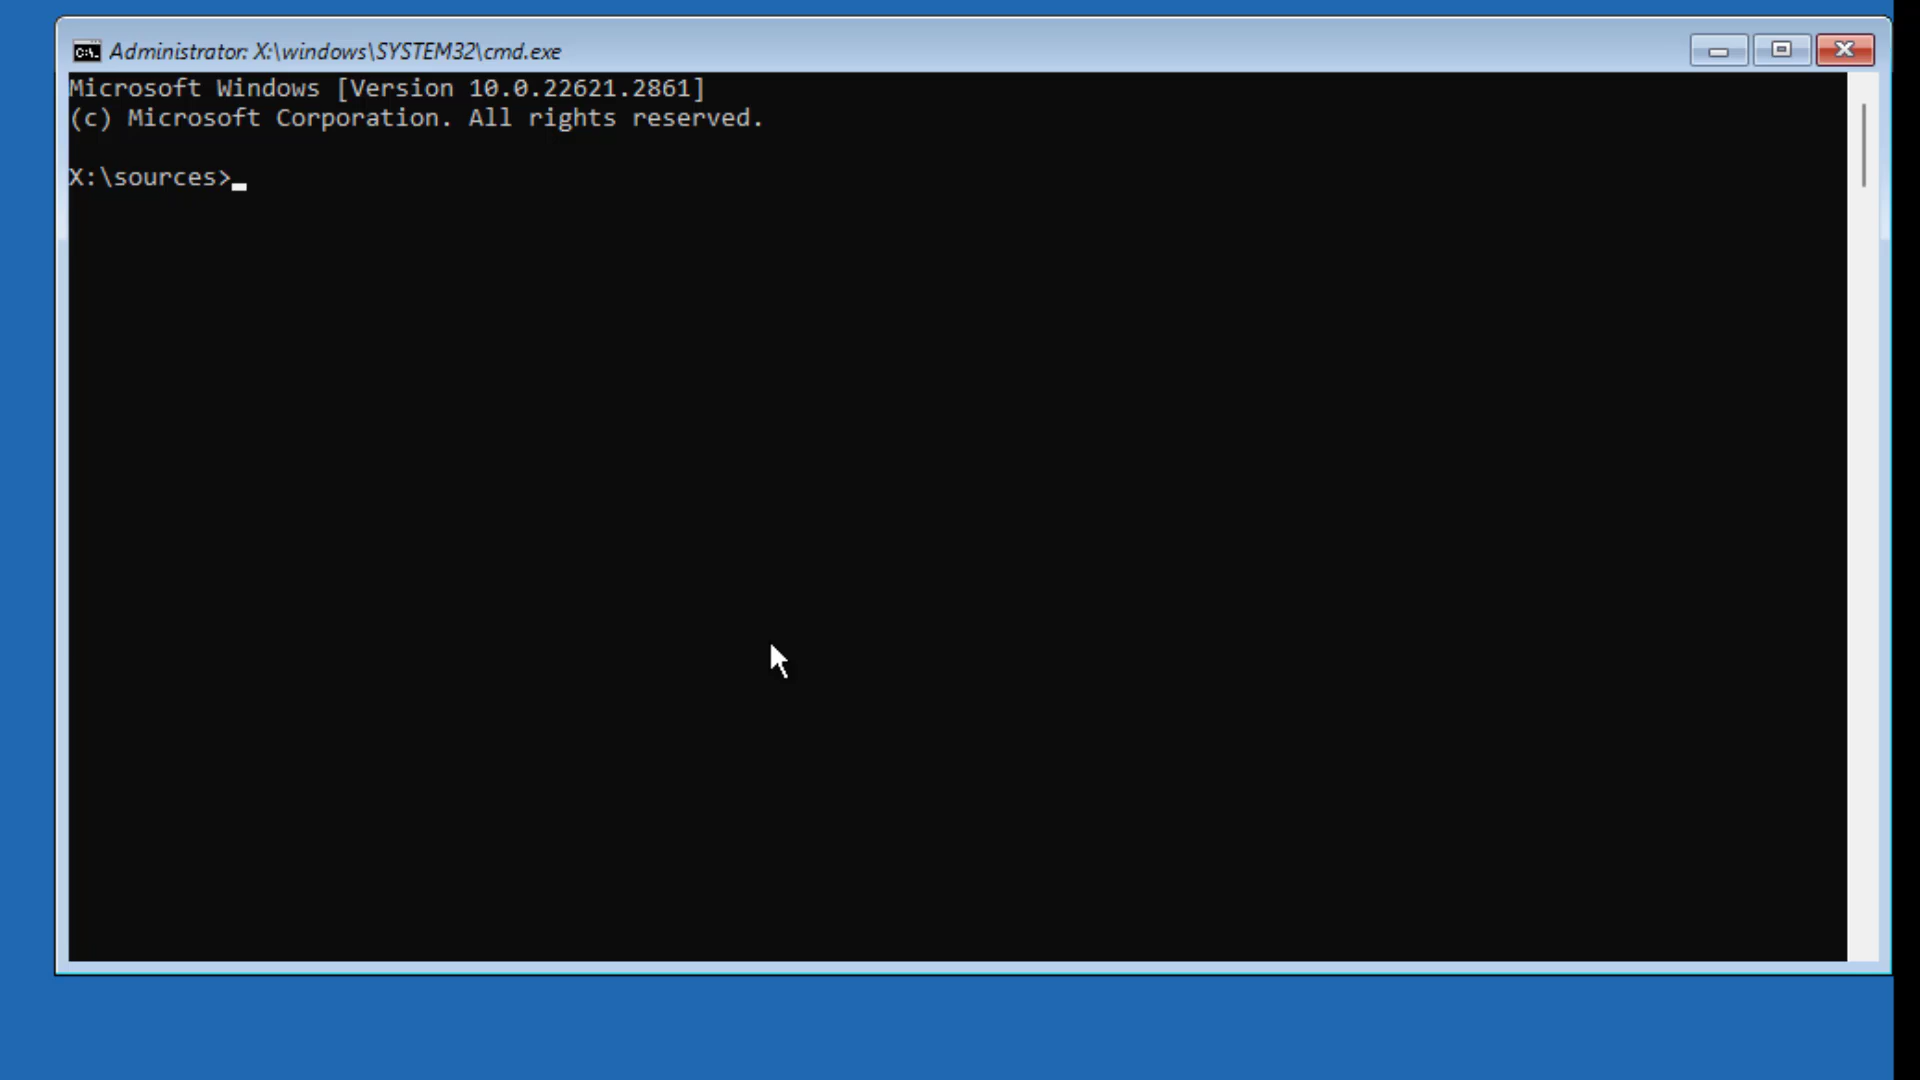 Administrator: X:\windows\SYSTEM32\cmd.exe
Microsoft Windows [Version 10.0.22621.2861]
(c) Microsoft Corporation. All rights reserved.
X:\sources>